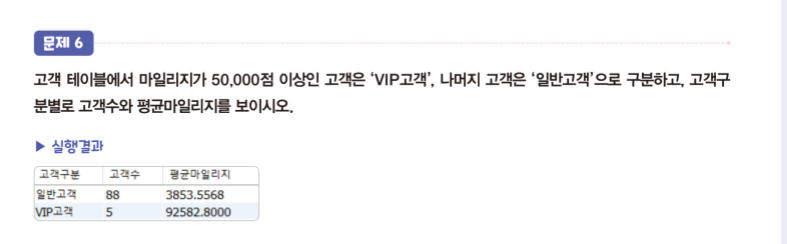 문제 6
고객 테이블에서 마일리지가 50,000점 이상인 고객은 ‘VIP고객’, 나머지 고객은 ‘일반고객’으로 구분하고, 고객구
분별로 고객수와 평균마일리지를 보이시오.
▶ 실행결과
고객구분 고객수 평균마일리지
일반고객 88 3853.5568
VIP고객 5 92582.8000